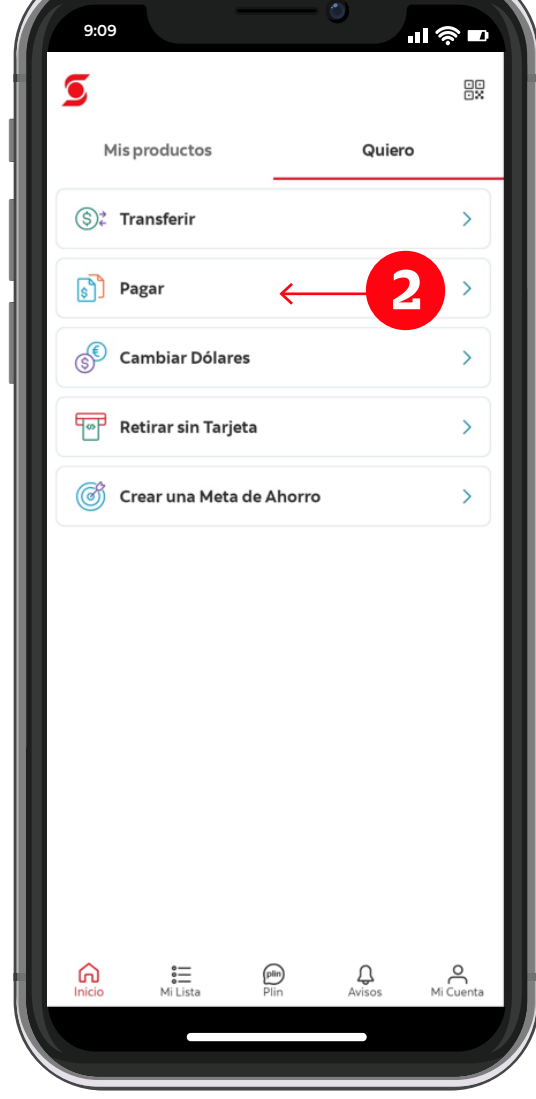 9:09
Mis productos
Quiero
Transferir
Pagar
2
Cambiar Dólares
Retirar sin Tarjeta
Crear una Meta de Ahorro
plin
Inicio
Mi Lista
Plin
Avisos
Mi Cuenta